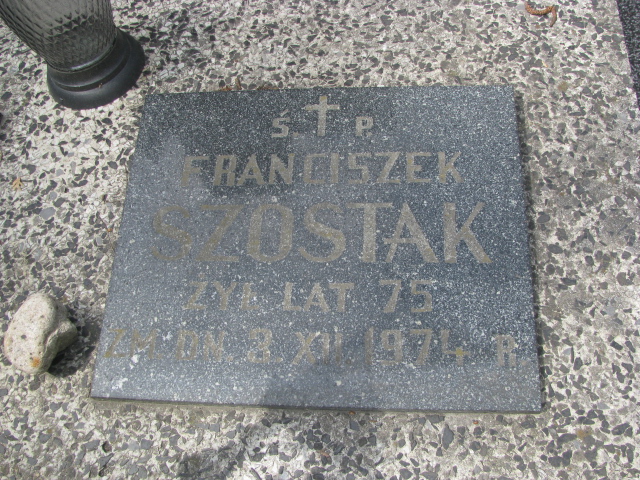 Ś. P.
FRANCISZEK
SZOSTAK
ŻYŁ LAT 75
ZM. DN. 3. XII. 1974 R.